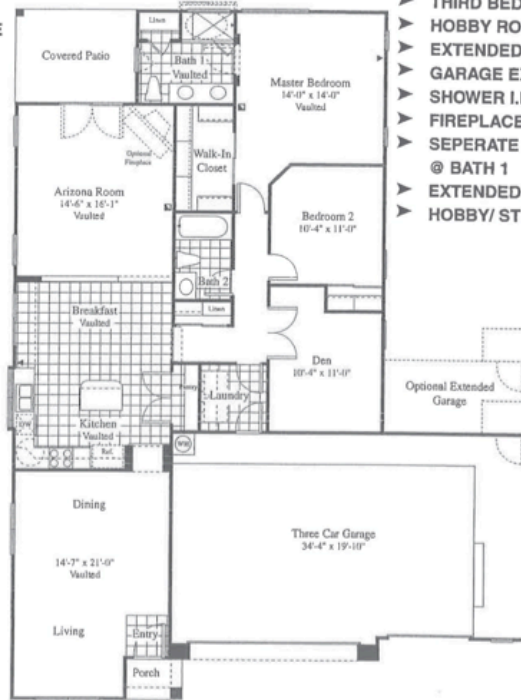 E
THIRD BED
HOBBY RO
EXTENDED
GARAGE E
SHOWER I.
FIREPLACE
SEPERATE
@ BATH 1
EXTENDED
HOBBY/ ST
Linen
Covered Patio
Bath 1
Vaulted
Master Bedroom
14'-0" x 14'-0"
Vaulted
Optional
Fireplace
Walk-In
Closet
Arizona Room
14'-6" x 16'-1"
Vaulted
Bedroom 2
10'-4" x 11'-0"
Bath 2
Linen
Breakfast
Vaulted
Den
10'-4" x 11'-0"
Pantry
Laundry
Optional Extended
Garage
DW
Kitchen
Vaulted
Ref.
WH
Dining
14'-7" x 21'-0"
Vaulted
Three Car Garage
34'-4" x 19'-10"
Living
Entry
Porch